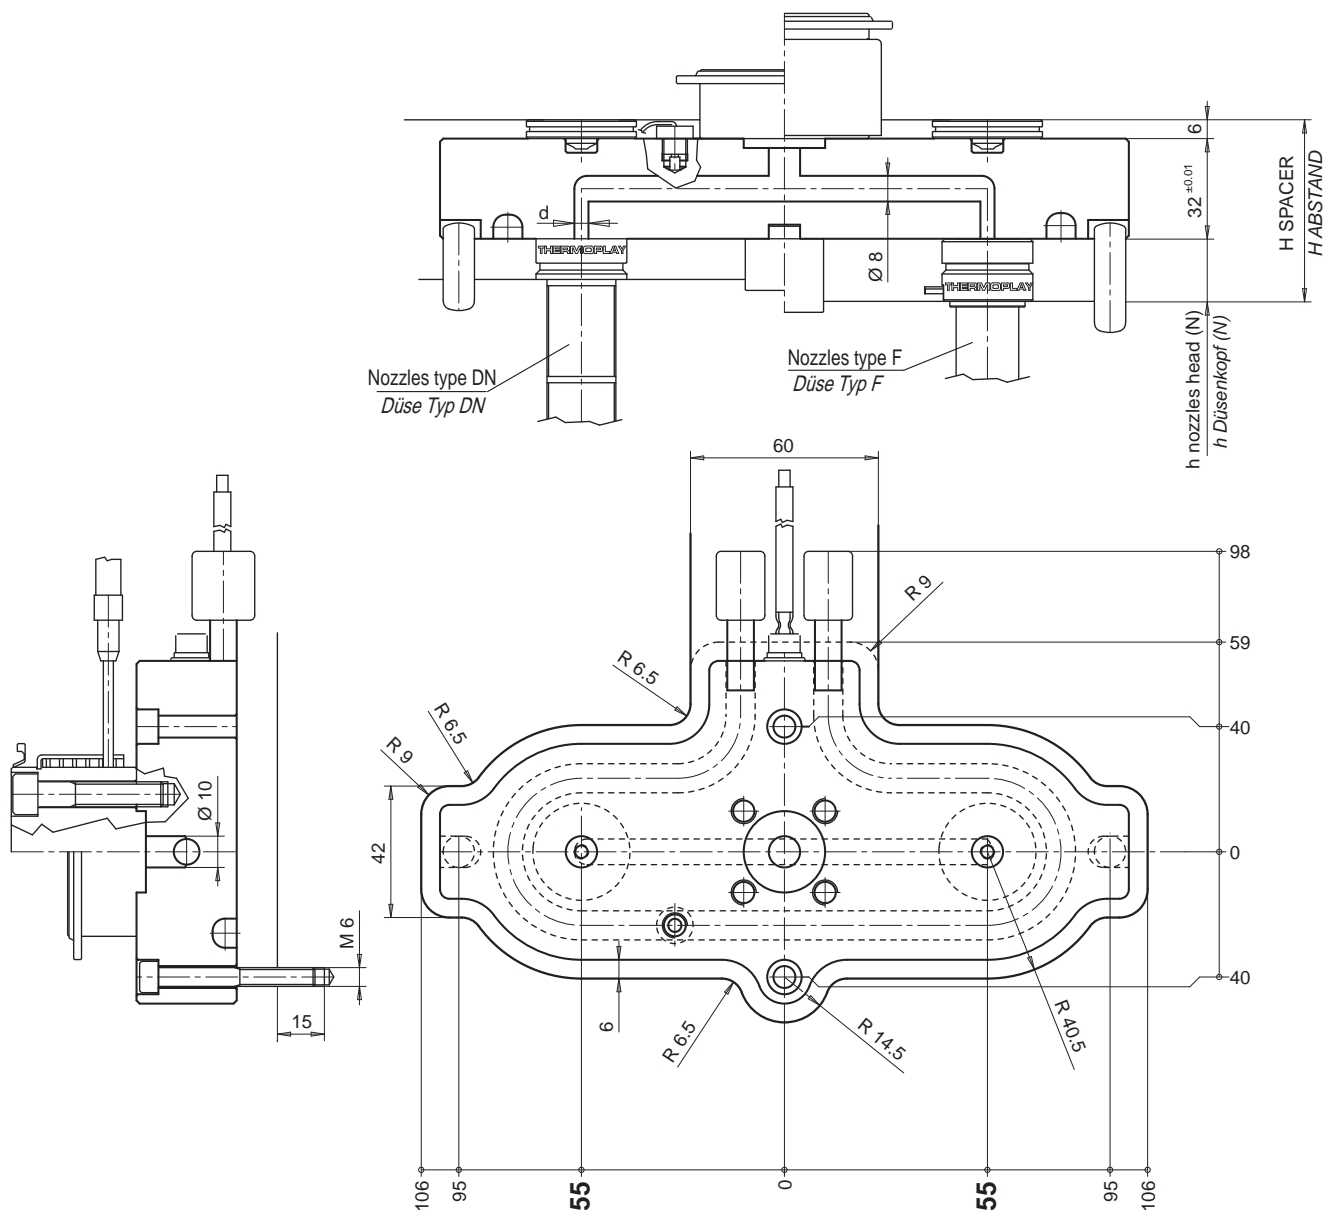 6
32 ±0.01
H SPACER
H ABSTAND
d
THERMOPLAY
Ø 8
THERMOPLAY
Nozzles type DN
Düse Typ DN
Nozzles type F
Düse Typ F
h nozzles head (N)
h Düsenkopf (N)
60
98
R 9
59
R 6.5
R 6.5
40
R 9
Ø 10
42
0
M 6
40
15
6
R 6.5
R 14.5
R 40.5
106
95
55
0
55
95
106